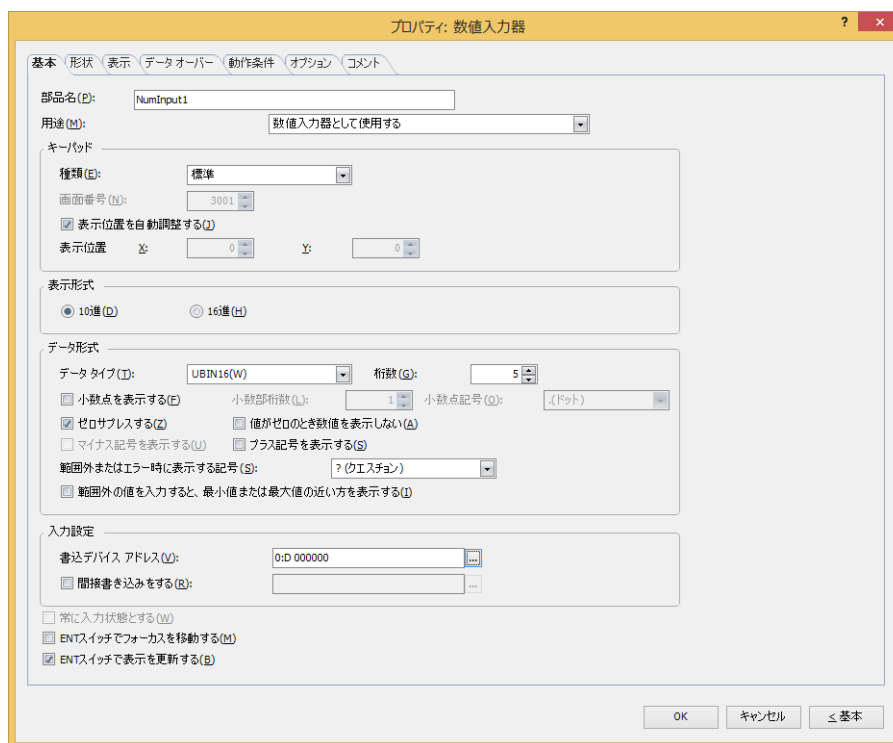 プロパティ: 数値入力器
? ×
基本 形状 表示 データ オーバー 動作条件 オプション コメント
部品名(P): NumInput1
用途(M): 数値入力器として使用する
キーパッド
種類(E): 標準
画面番号(N): 3001
表示位置を自動調整する(J)
表示位置 X: 0 Y: 0
表示形式
10進(D) 16進(H)
データ形式
データ タイプ(T): UBIN16(W) 桁数(G): 5
小数点を表示する(F) 小数部桁数(L): 1 小数点記号(O): .(ドット)
ゼロサプレスする(Z) 値がゼロのとき数値を表示しない(A)
マイナス記号を表示する(U) プラス記号を表示する(S)
範囲外またはエラー時に表示する記号(S): ? (クエスチョン)
範囲外の値を入力すると、最小値または最大値の近い方を表示する(I)
入力設定
書込デバイス アドレス(V): 0:D 000000 ...
間接書き込みをする(R): ...
常に入力状態とする(W)
ENTスイッチでフォーカスを移動する(M)
ENTスイッチで表示を更新する(B)
OK キャンセル < 基本